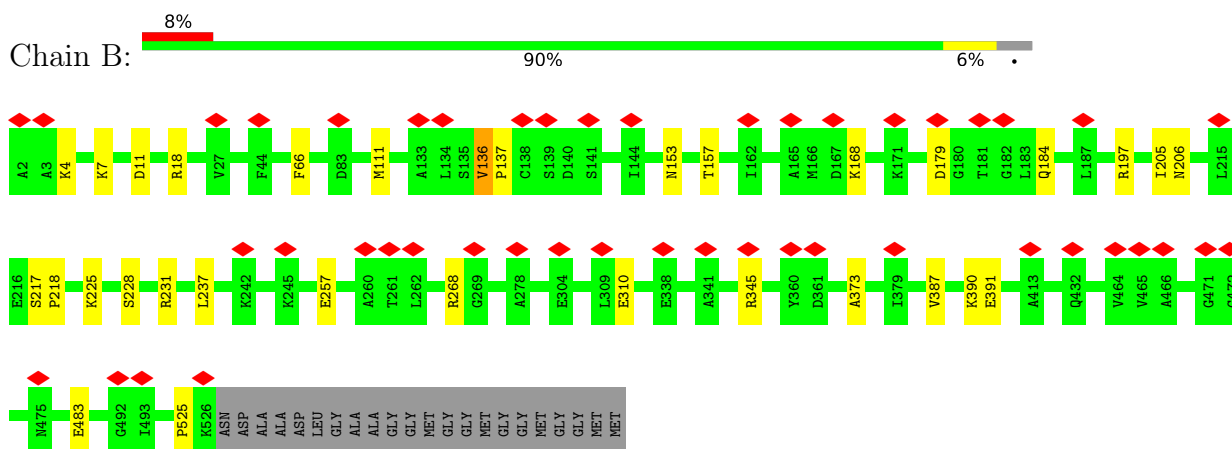 8%
Chain B:
90% 6% •
A2 A3 K4 K7 D11 R18 V27 F44 F66 D83 M111 A133 L134 S135 V136 P137 C138 S139 D140 S141 I144 N153 T157 I162 A165 M166 D167 K168 K171 D179 G180 T181 G182 L183 Q184 L187 R197 I205 N206 L215
E216 S217 P218 K225 S228 R231 L237 K242 K245 E257 A260 T261 L262 R268 G269 A278 E304 L309 E310 E338 A341 R345 Y360 D361 A373 I379 V387 K390 E391 A413 Q432 V464 V465 A466 G471
N475 E483 G492 I493 P525 K526 ASN ASP ALA ALA ASP LEU GLY ALA ALA GLY GLY MET GLY GLY MET GLY GLY MET MET